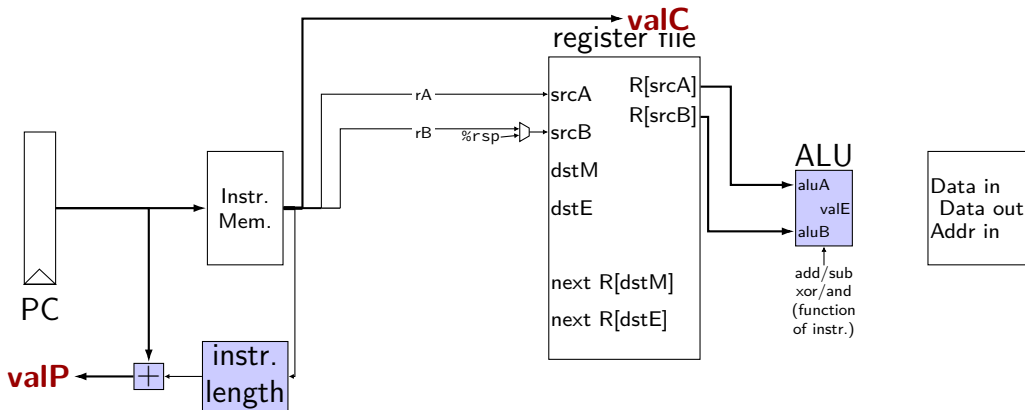 valC
register file
rA
srcA
R[srcA]
R[srcB]
rB
%rsp
srcB
dstM
dstE
next R[dstM]
next R[dstE]
ALU
aluA
valE
aluB
add/sub
xor/and
(function
of instr.)
Data in
Data out
Addr in
Instr.
Mem.
PC
instr.
length
+
valP